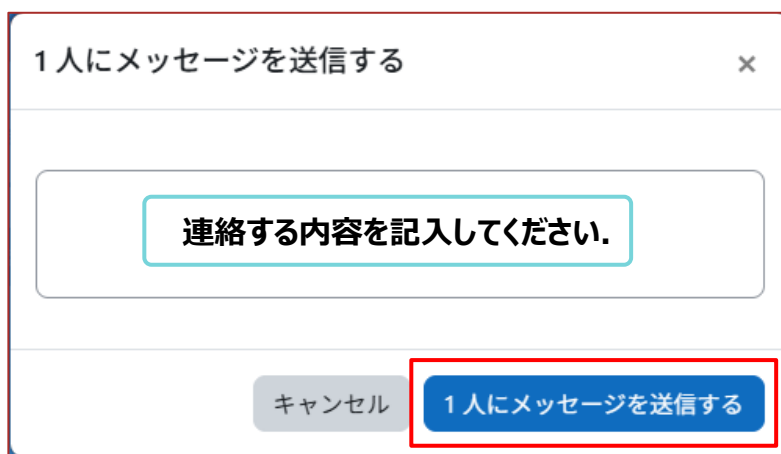 1人にメッセージを送信する ×
連絡する内容を記入してください.
キャンセル 1人にメッセージを送信する